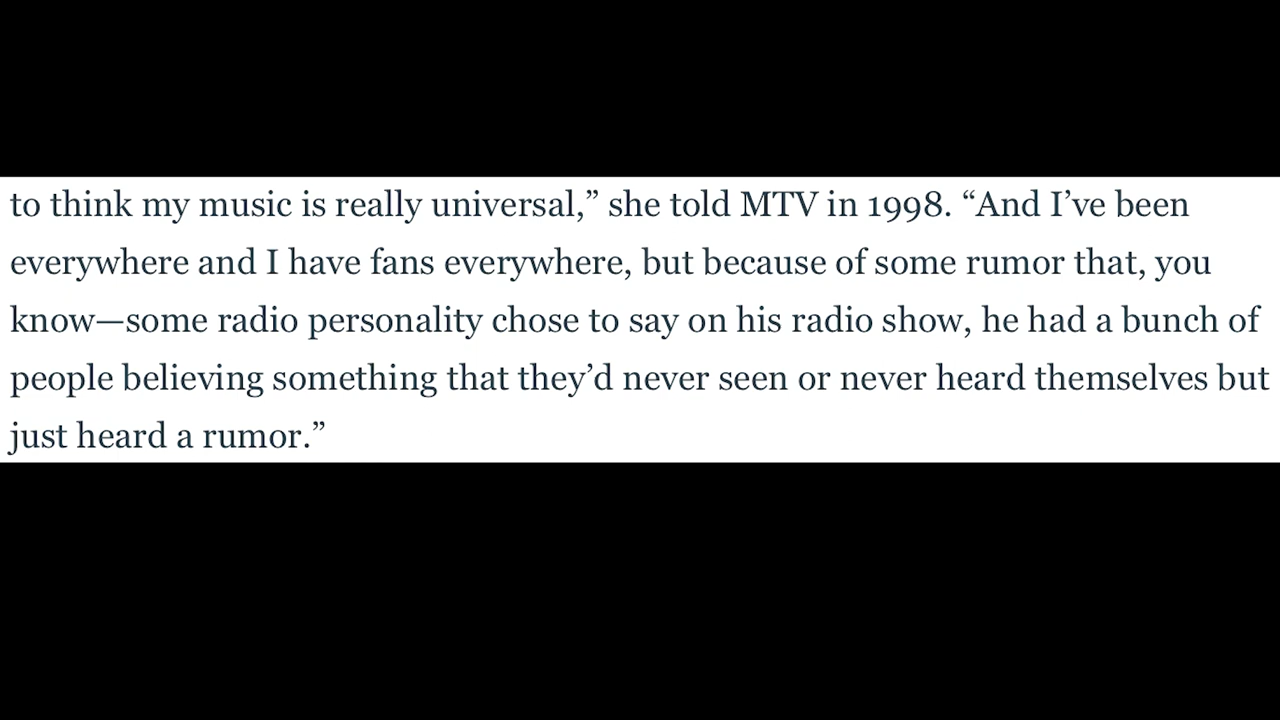 to think my music is really universal,” she told MTV in 1998. “And I’ve been
everywhere and I have fans everywhere, but because of some rumor that, you
know—some radio personality chose to say on his radio show, he had a bunch of
people believing something that they’d never seen or never heard themselves but
just heard a rumor.”